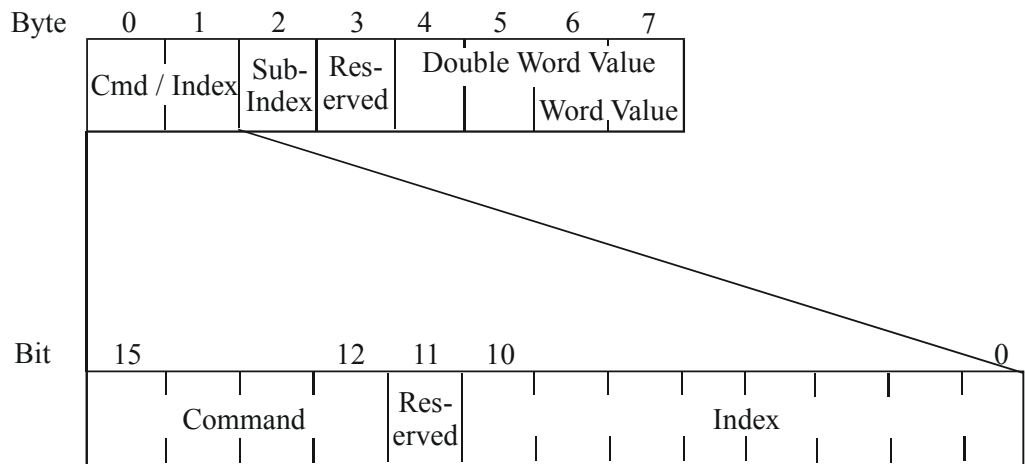 Byte 0 1 2 3 4 5 6 7
Cmd / Index Sub-Index Res-erved Double Word Value
Word Value
Bit 15 12 11 10 0
Command Res-erved Index